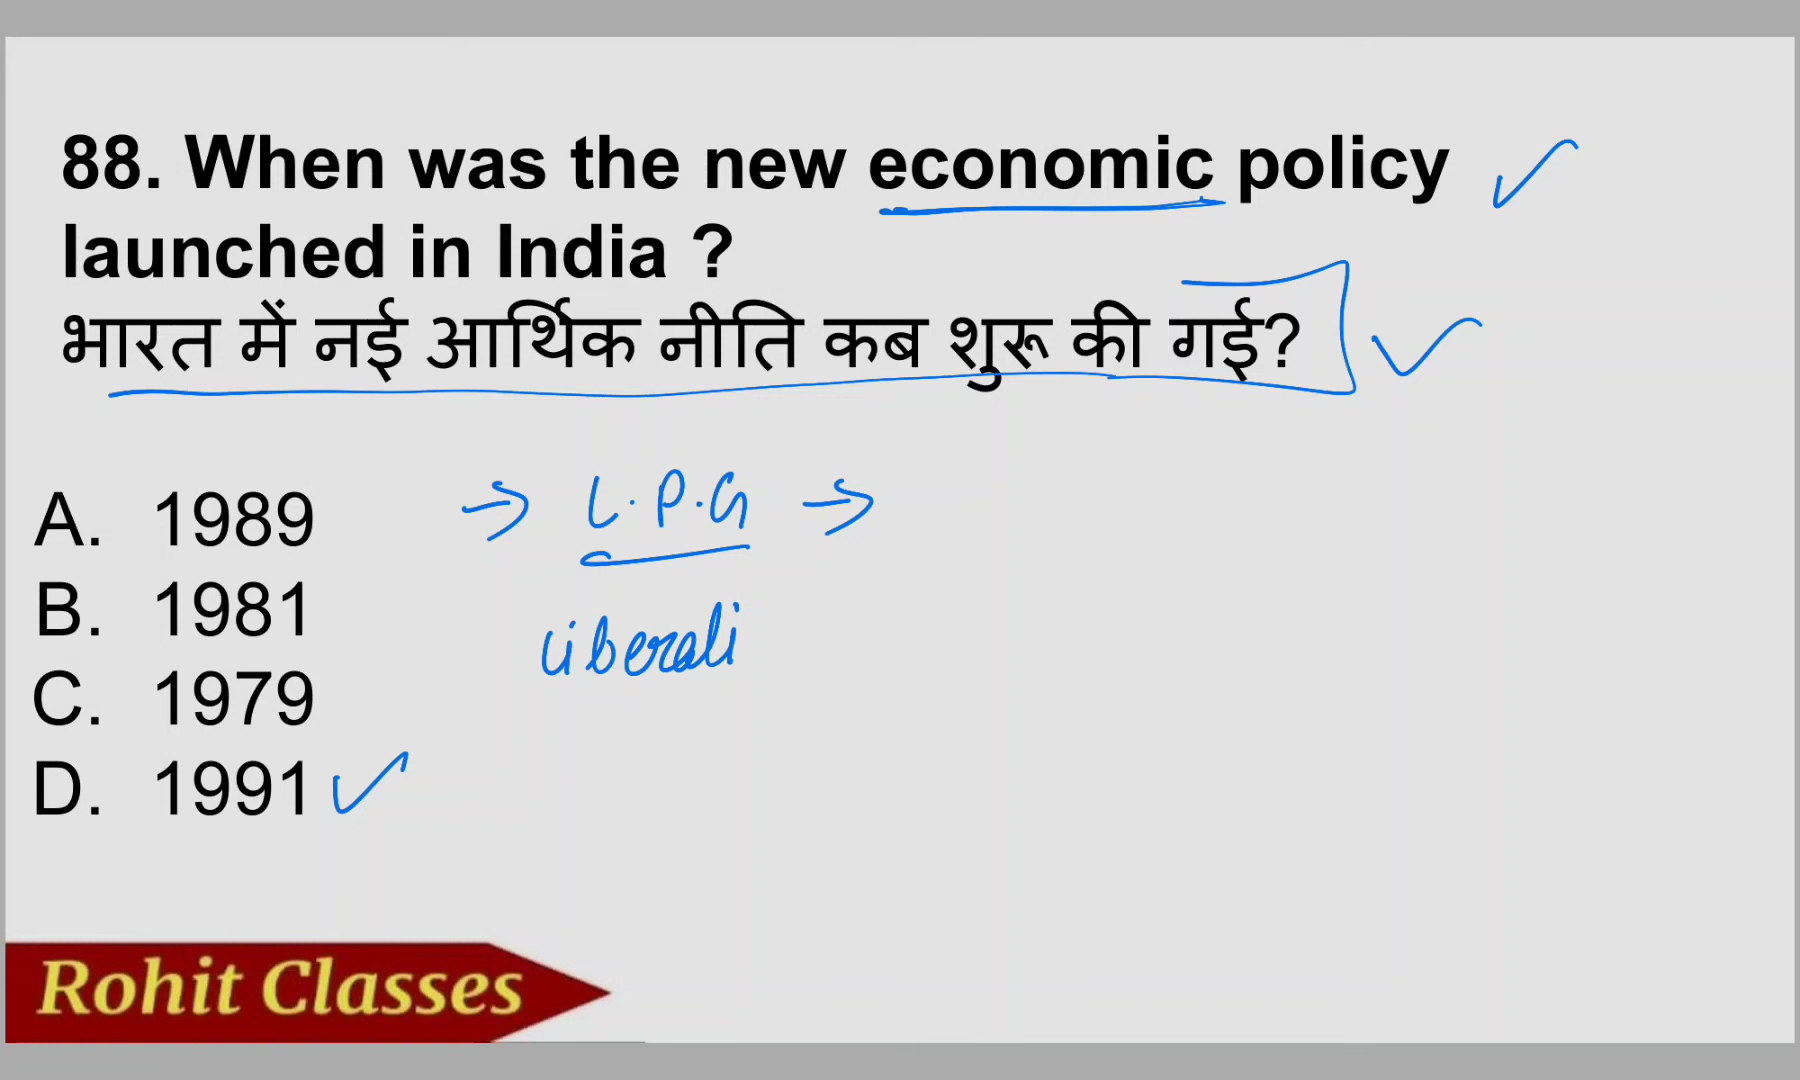 88. When was the new economic policy
launched in India ?
भारत में नई आर्थिक नीति कब शुरू की गई?
A. 1989
→ L.P.G →
B. 1981
Liberali
C. 1979
D. 1991
Rohit Classes